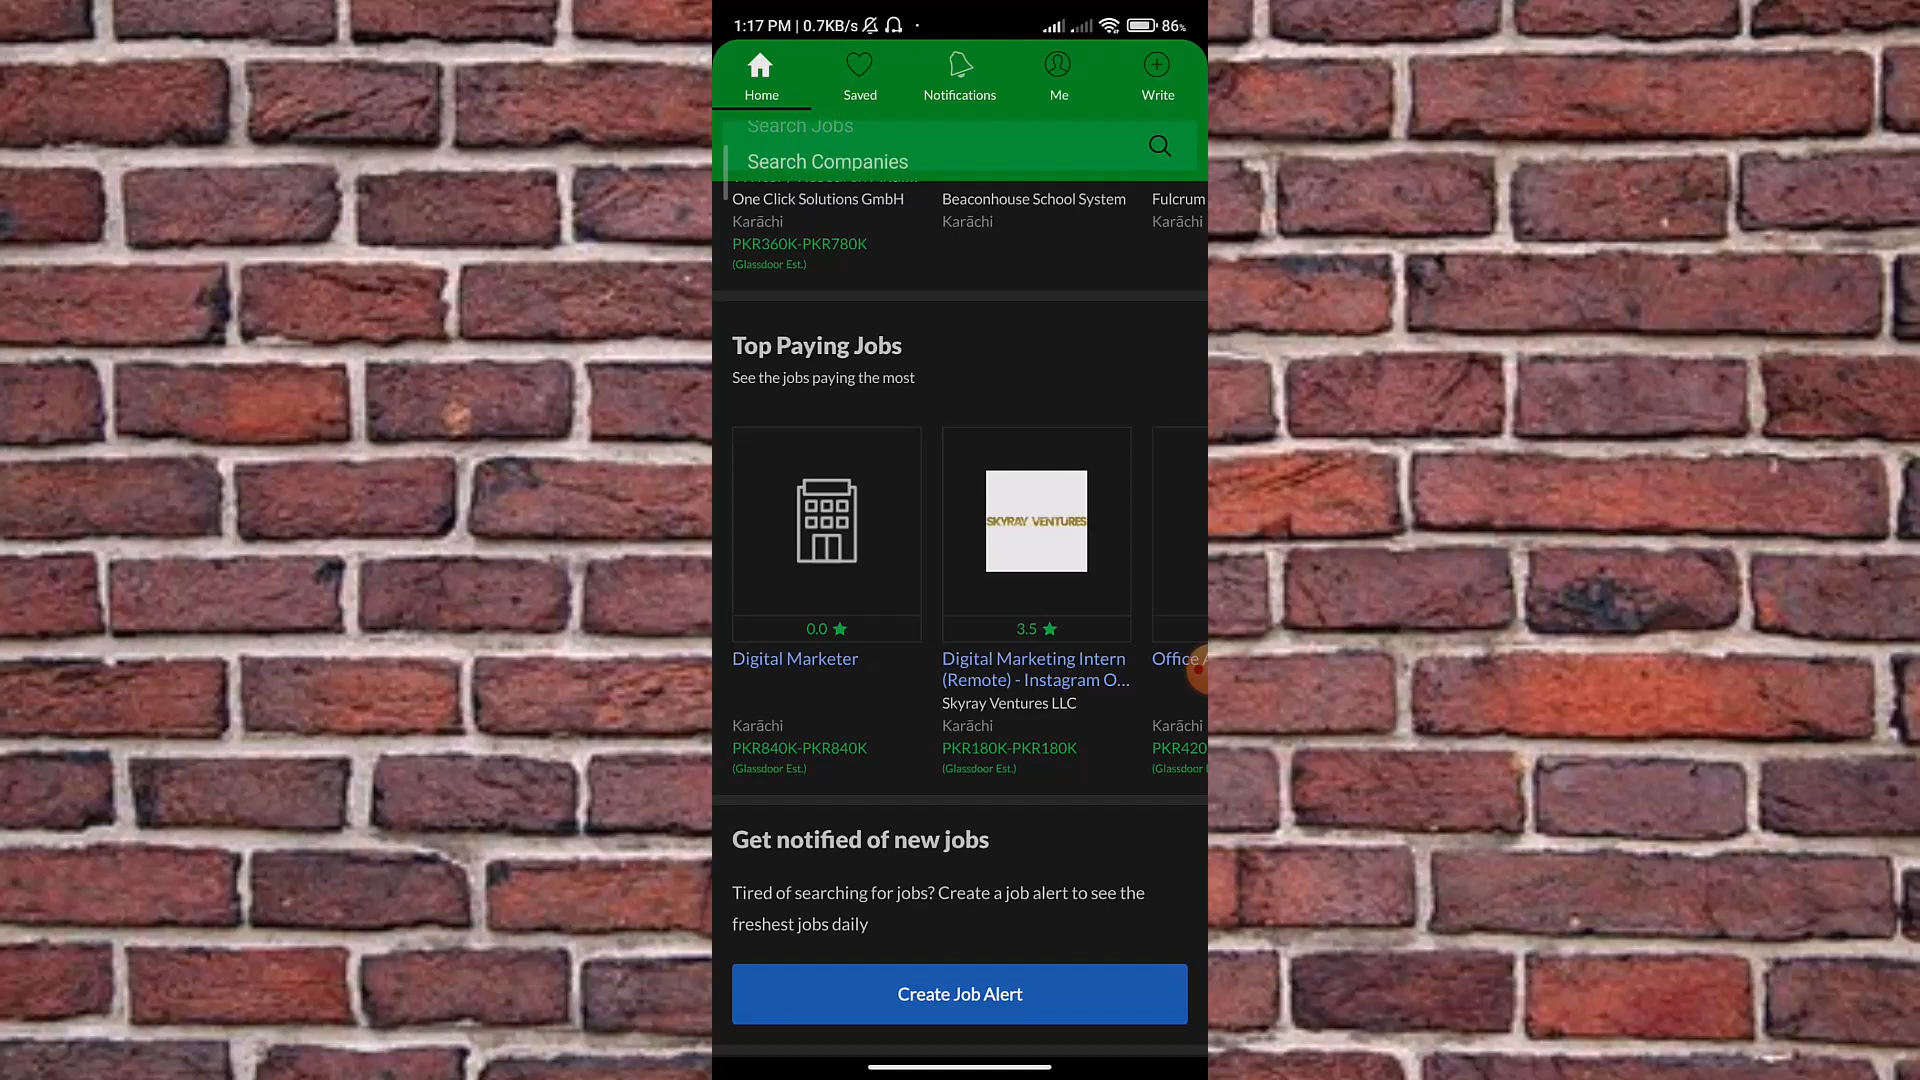 1:17 PM | 0.7KB/s
86%
Home
Saved
Notifications
Me
Write
Search Jobs
Search Companies
One Click Solutions GmbH
Beaconhouse School System
Fulcrum
Karāchi
Karāchi
Karāchi
PKR360K-PKR780K
(Glassdoor Est.)
Top Paying Jobs
See the jobs paying the most
SKYRAY VENTURES
0.0
3.5
Digital Marketer
Digital Marketing Intern
(Remote) - Instagram O...
Skyray Ventures LLC
Office
Karāchi
Karāchi
Karāchi
PKR840K-PKR840K
PKR180K-PKR180K
PKR420
(Glassdoor Est.)
(Glassdoor Est.)
(Glassdoor
Get notified of new jobs
Tired of searching for jobs? Create a job alert to see the
freshest jobs daily
Create Job Alert